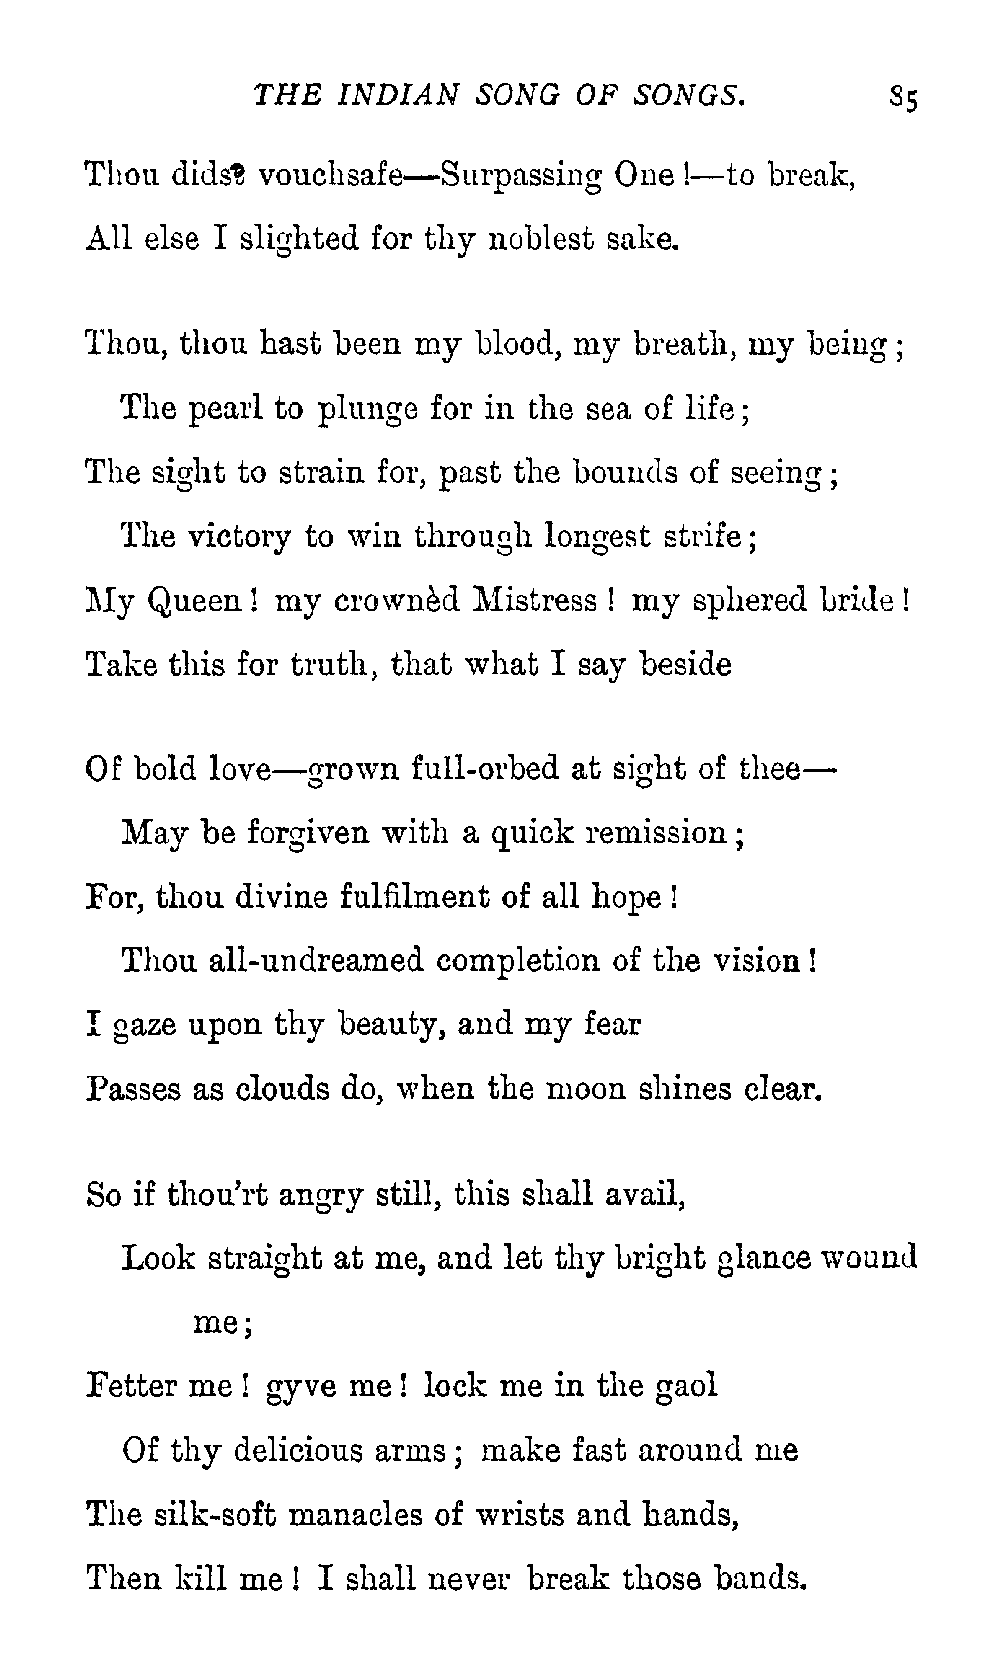 THE INDIAN SONG OF SONGS. 85
Thou didst vouchsafe—Surpassing One!—to break,
All else I slighted for thy noblest sake.
Thou, thou hast been my blood, my breath, my being;
The pearl to plunge for in the sea of life;
The sight to strain for, past the bounds of seeing;
The victory to win through longest strife;
My Queen! my crownèd Mistress! my sphered bride!
Take this for truth, that what I say beside
Of bold love—grown full-orbed at sight of thee—
May be forgiven with a quick remission;
For, thou divine fulfilment of all hope!
Thou all-undreamed completion of the vision!
I gaze upon thy beauty, and my fear
Passes as clouds do, when the moon shines clear.
So if thou'rt angry still, this shall avail,
Look straight at me, and let thy bright glance wound
me;
Fetter me! gyve me! lock me in the gaol
Of thy delicious arms; make fast around me
The silk-soft manacles of wrists and hands,
Then kill me! I shall never break those bands.